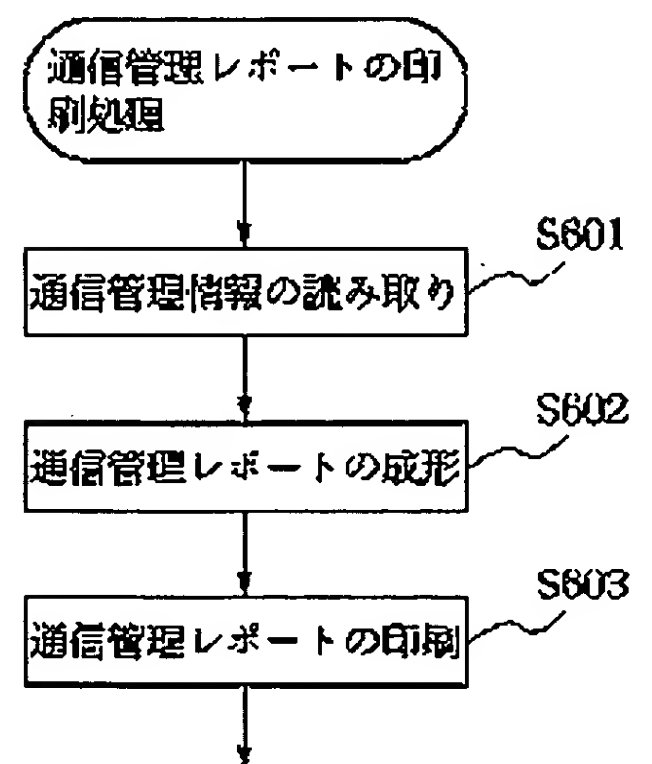 通信管理レポートの印
刷処理
S601
通信管理情報の読み取り
S602
通信管理レポートの成形
S603
通信管理レポートの印刷